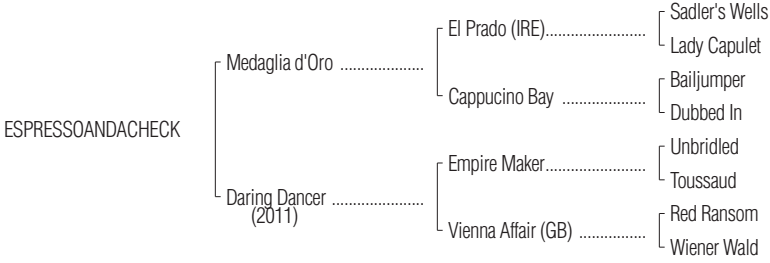 Sadler's Wells
El Prado (IRE).......................
Lady Capulet
Medaglia d'Oro ...................
Bailjumper
Cappucino Bay ...................
Dubbed In
ESPRESSOANDACHECK
Unbridled
Empire Maker.......................
Toussaud
Daring Dancer .....................
(2011)
Red Ransom
Vienna Affair (GB) ...............
Wiener Wald